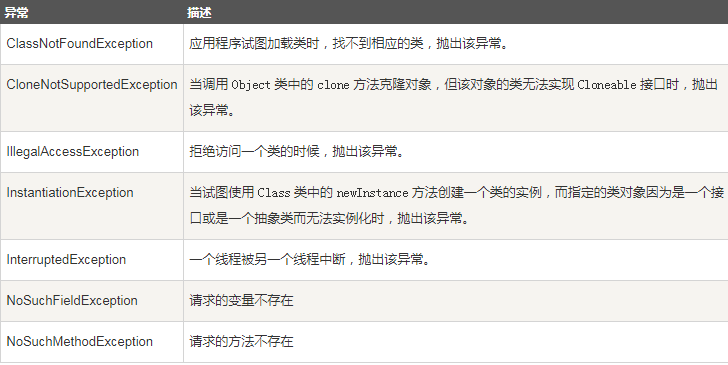 异常 描述
ClassNotFoundException 应用程序试图加载类时，找不到相应的类，抛出该异常。
CloneNotSupportedException 当调用 Object 类中的 clone 方法克隆对象，但该对象的类无法实现 Cloneable 接口时，抛出
该异常。
IllegalAccessException 拒绝访问一个类的时候，抛出该异常。
InstantiationException 当试图使用 Class 类中的 newInstance 方法创建一个类的实例，而指定的类对象因为是一个接
口或是一个抽象类而无法实例化时，抛出该异常。
InterruptedException 一个线程被另一个线程中断，抛出该异常。
NoSuchFieldException 请求的变量不存在
NoSuchMethodException 请求的方法不存在